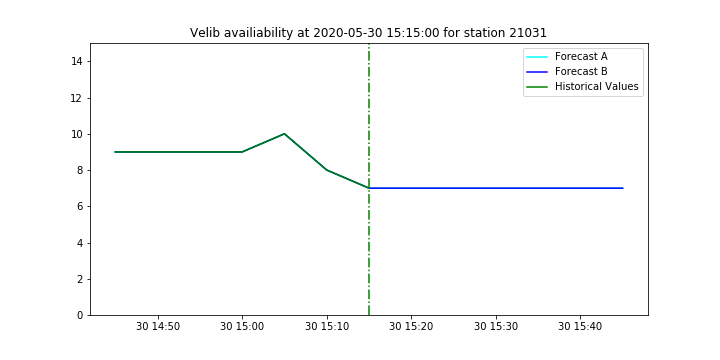 Velib availiability at 2020-05-30 15:15:00 for station 21031
Forecast A
Forecast B
Historical Values
14
12
10
8
6
4
2
0
30 14:50 30 15:00 30 15:10 30 15:20 30 15:30 30 15:40